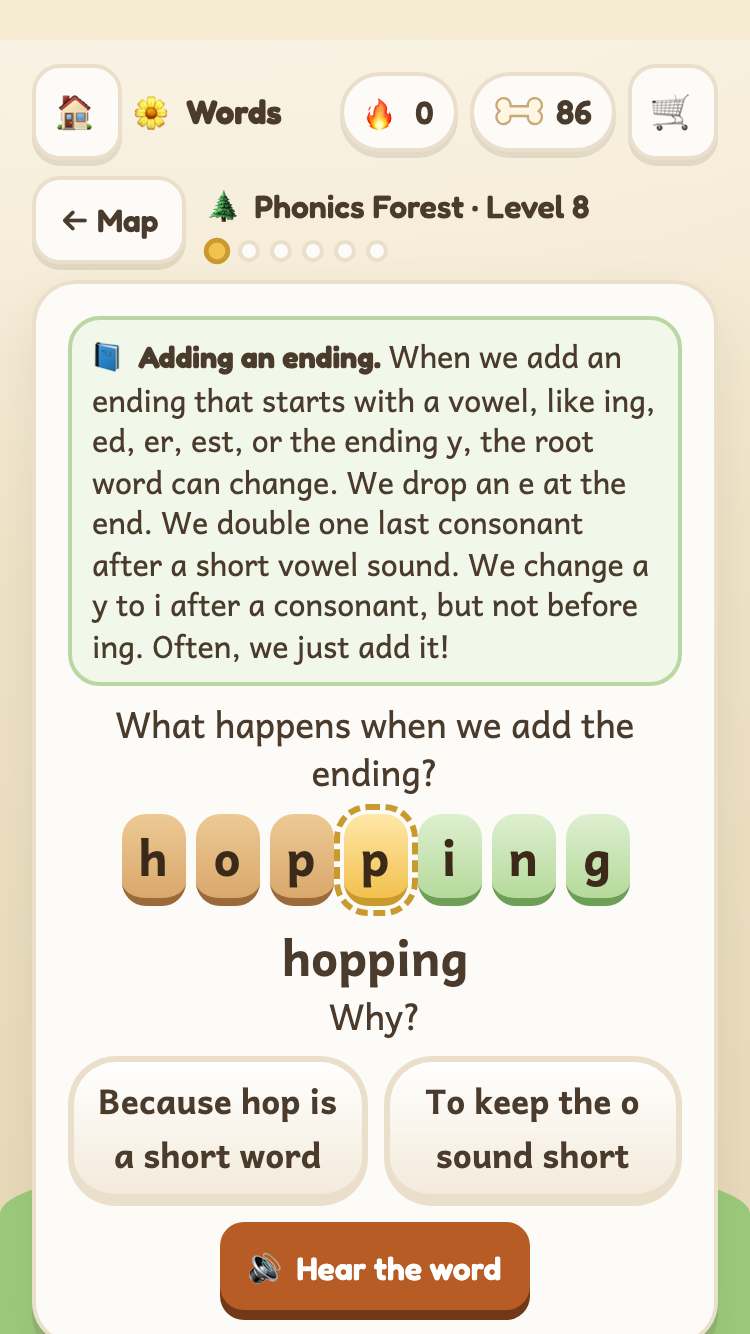 Words
0
86
← Map
Phonics Forest · Level 8
Adding an ending. When we add an
ending that starts with a vowel, like ing,
ed, er, est, or the ending y, the root
word can change. We drop an e at the
end. We double one last consonant
after a short vowel sound. We change a
y to i after a consonant, but not before
ing. Often, we just add it!
What happens when we add the
ending?
h o p p i n g
hopping
Why?
Because hop is
a short word
To keep the o
sound short
Hear the word